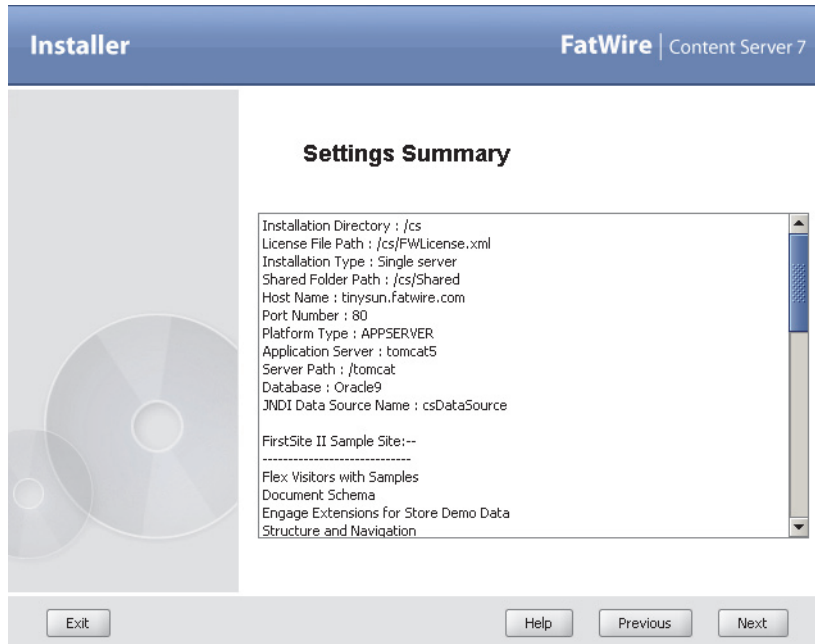 Installer
FatWire | Content Server 7
Settings Summary
Installation Directory : /cs
License File Path : /cs/FWLicense.xml
Installation Type : Single server
Shared Folder Path : /cs/Shared
Host Name : tinysun.fatwire.com
Port Number : 80
Platform Type : APPSERVER
Application Server : tomcat5
Server Path : /tomcat
Database : Oracle9
JNDI Data Source Name : csDataSource
FirstSite II Sample Site:--
-----------------------------
Flex Visitors with Samples
Document Schema
Engage Extensions for Store Demo Data
Structure and Navigation
Exit
Help
Previous
Next